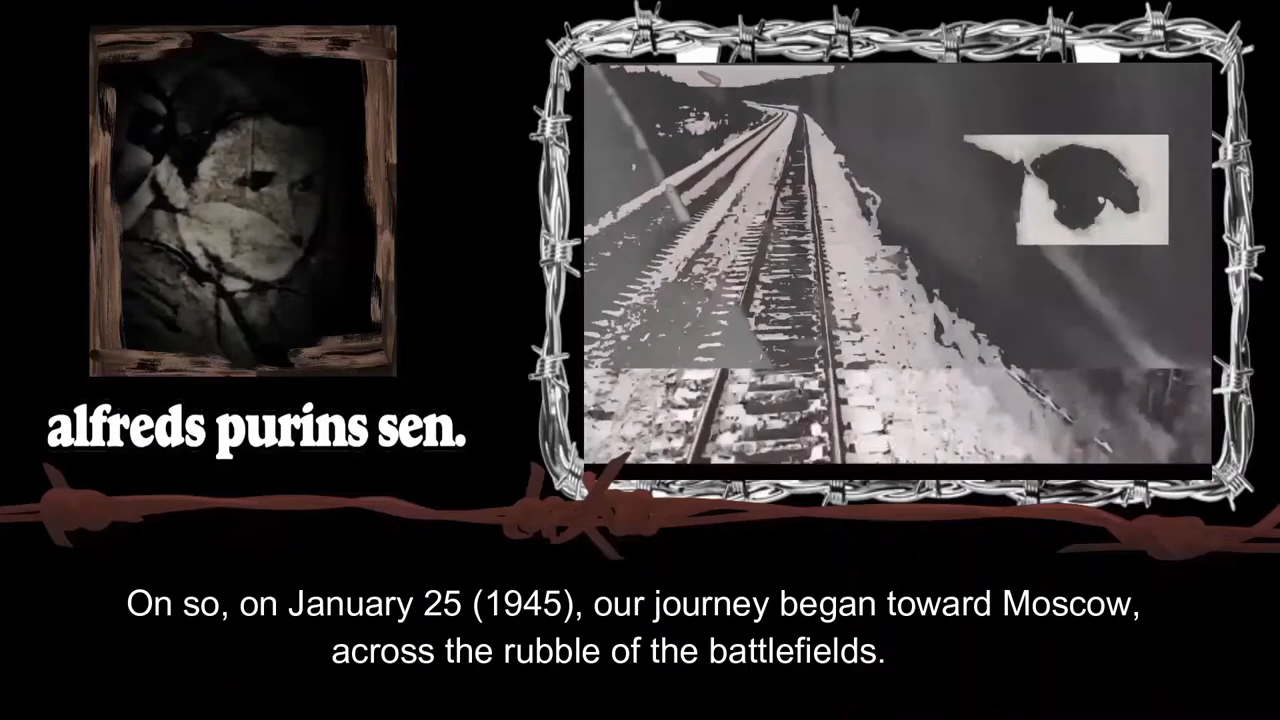 alfreds purins sen.
On so, on January 25 (1945), our journey began toward Moscow,
across the rubble of the battlefields.